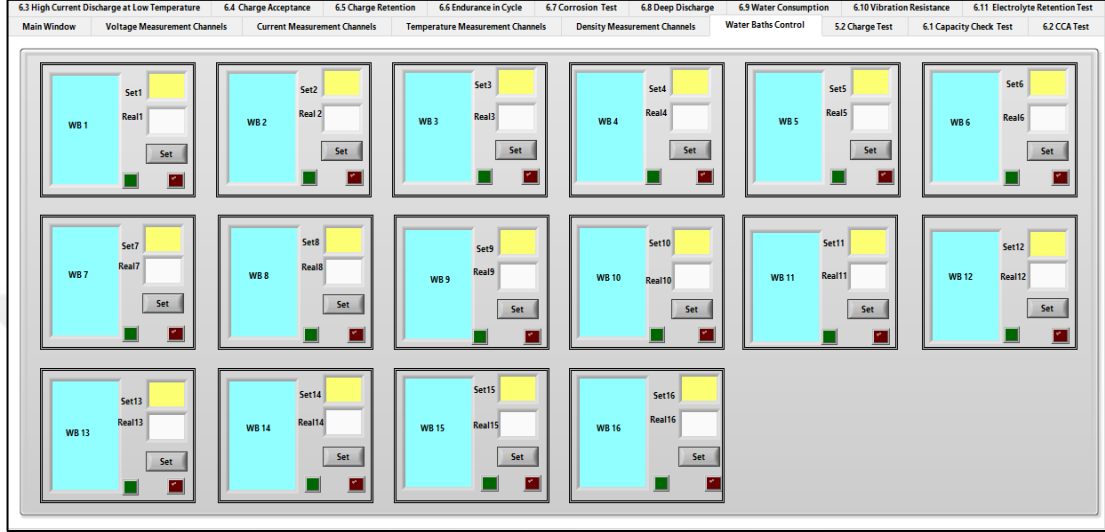 6.3 High Current Discharge at Low Temperature 6.4 Charge Acceptance 6.5 Charge Retention 6.6 Endurance in Cycle 6.7 Corrosion Test 6.8 Deep Discharge 6.9 Water Consumption 6.10 Vibration Resistance 6.11 Electrolyte Retention Test
Main Window Voltage Measurement Channels Current Measurement Channels Temperature Measurement Channels Density Measurement Channels Water Baths Control 5.2 Charge Test 6.1 Capacity Check Test 6.2 CCA Test
Set1 Set2 Set3 Set4 Set5 Set6
WB 1 Real1 WB 2 Real 2 WB 3 Real3 WB 4 Real4 WB 5 Real5 WB 6 Real6
Set Set Set Set Set Set
Set7 Set8 Set9 Set10 Set11 Set12
WB 7 Real7 WB 8 Real8 WB 9 Real9 WB 10 Real10 WB 11 Real11 WB 12 Real12
Set Set Set Set Set Set
Set13 Set14 Set15 Set16
WB 13 Real13 WB 14 Real14 WB 15 Real15 WB 16 Real16
Set Set Set Set